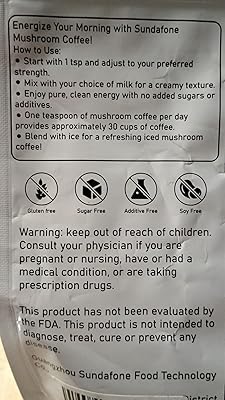 Energize Your Morning with Sundafone
Mushroom Coffee!
How to Use:
• Start with 1 tsp and adjust to your preferred
strength.
• Mix with your choice of milk for a creamy texture.
• Enjoy pure, clean energy with no added sugars or
additives.
• One teaspoon of mushroom coffee per day
provides approximately 30 cups of coffee.
• Blend with ice for a refreshing iced mushroom
coffee!
Gluten free
Sugar Free
Additive Free
Soy Free
Warning: keep out of reach of children.
Consult your physician if you are
pregnant or nursing, have or had a
medical condition, or are taking
prescription drugs.
This product has not been evaluated by
the FDA. This product is not intended to
diagnose, treat, cure or prevent any
disease.
Guangzhou Sundafone Food Technology
District